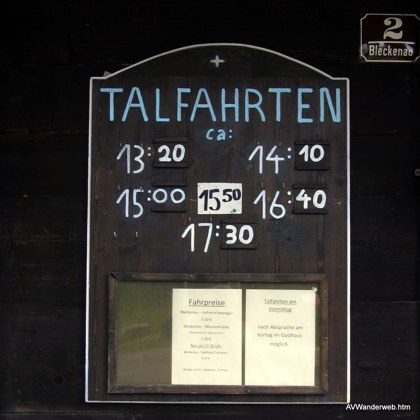 2
Bleckenau
TALFAHRTEN
ca:
13:20 14:10
15:00 15 50 16:40
17:30
Fahrpreise
Talfahrten am
Vormittag
nach Absprache am
Vortag im Gasthaus
möglich.
AVWanderweb.htm